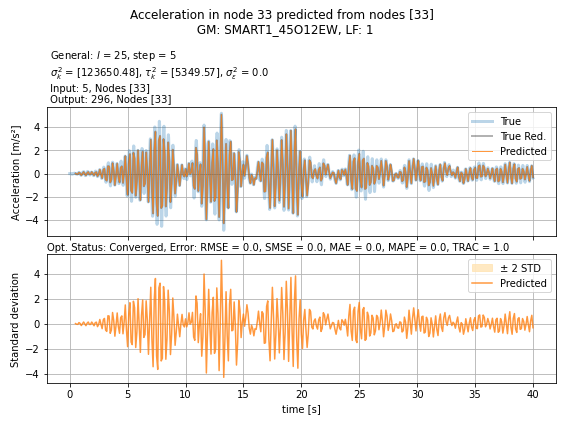 Acceleration in node 33 predicted from nodes [33]
GM: SMART1_45O12EW, LF: 1
General: l = 25, step = 5
σ²ₖ = [123650.48], τ²ₖ = [5349.57], σ²ₛ = 0.0
Input: 5, Nodes [33]
Output: 296, Nodes [33]
Acceleration [m/s²]
4
2
0
−2
−4
True
True Red.
Predicted
Opt. Status: Converged, Error: RMSE = 0.0, SMSE = 0.0, MAE = 0.0, MAPE = 0.0, TRAC = 1.0
Standard deviation
4
2
0
−2
−4
± 2 STD
Predicted
0 5 10 15 20 25 30 35 40
time [s]